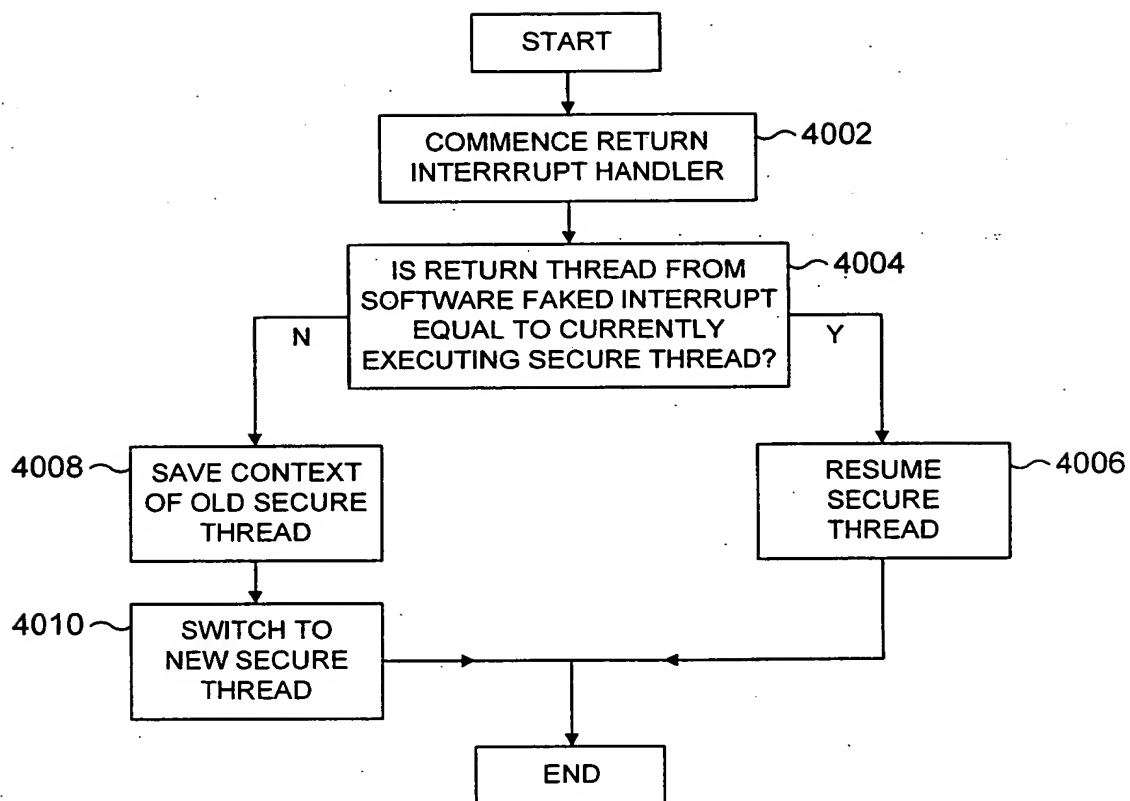 START
COMMENCE RETURN
INTERRRUPT HANDLER
4002
IS RETURN THREAD FROM
SOFTWARE FAKED INTERRUPT
EQUAL TO CURRENTLY
EXECUTING SECURE THREAD?
4004
N
Y
4008
SAVE CONTEXT
OF OLD SECURE
THREAD
RESUME
SECURE
THREAD
4006
4010
SWITCH TO
NEW SECURE
THREAD
END